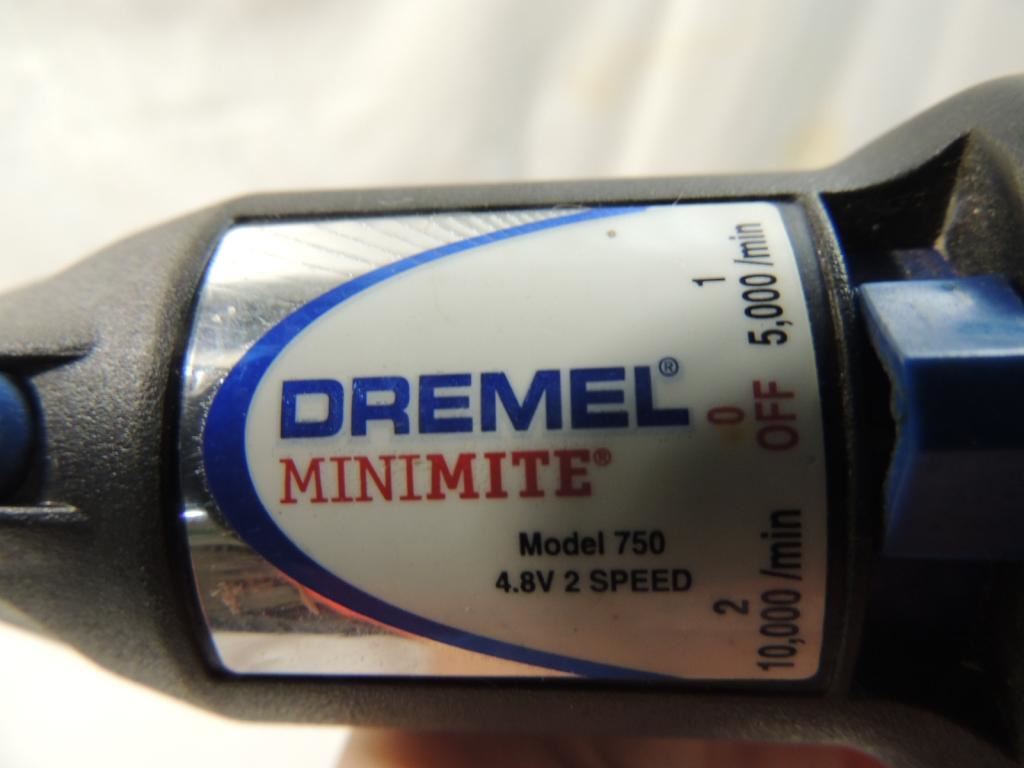 DREMEL®
MINIMITE®
Model 750
4.8V 2 SPEED
1
5,000 /min
0
OFF
2
10,000 /min